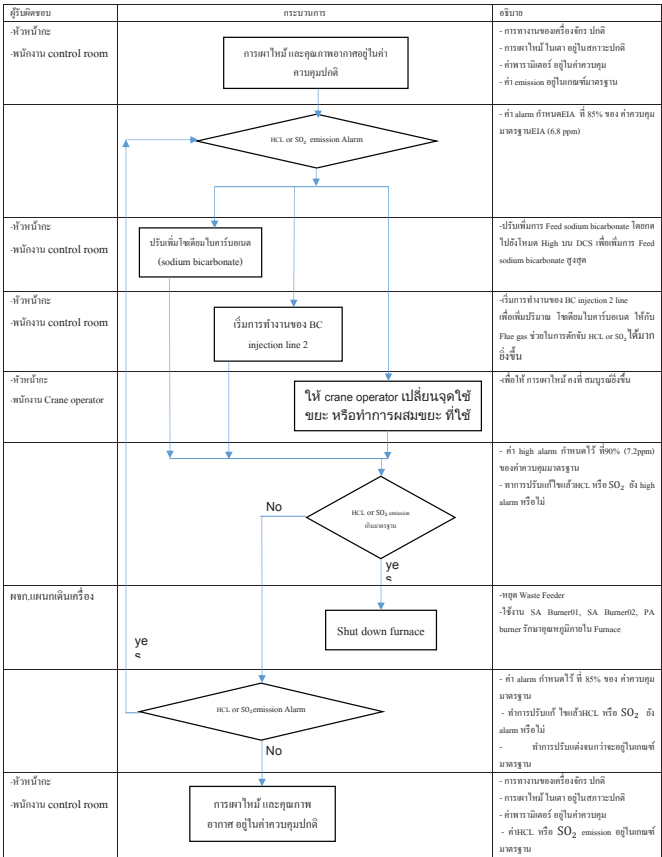 ผู้รับผิดชอบ
กระบวนการ
อธิบาย
-หัวหน้ากะ
-พนักงาน control room
การเผาไหม้ และคุณภาพอากาศอยู่ในค่า
ควบคุมปกติ
- การทางานของเครื่องจักร ปกติ
- การเผาไหม้ ในเตา อยู่ในสภาวะปกติ
- ค่าพารามิเตอร์ อยู่ในค่าควบคุม
- ค่า emission อยู่ในเกณฑ์มาตรฐาน
HCL or SO2 emission Alarm
- ค่า alarm กำหนดEIA ที่ 85% ของ ค่าควบคุม
มาตรฐานEIA (6.8 ppm)
-หัวหน้ากะ
-พนักงาน control room
ปรับเพิ่มโซเดียมไบคาร์บอเนต
(sodium bicarbonate)
-ปรับเพิ่มการ Feed sodium bicarbonate โดยกด
ไปยังโหมด High บน DCS เพื่อเพิ่มการ Feed
sodium bicarbonate สูงสุด
-หัวหน้ากะ
-พนักงาน control room
เริ่มการทำงานของ BC
injection line 2
-เริ่มการทำงานของ BC injection 2 line
เพื่อเพิ่มปริมาณ โซเดียมไบคาร์บอเนต ให้กับ
Flue gas ช่วยในการดักจับ HCL or SO2 ได้มาก
ยิ่งขึ้น
-หัวหน้ากะ
-พนักงาน Crane operator
ให้ crane operator เปลี่ยนจุดใช้
ขยะ หรือทำการผสมขยะ ที่ใช้
-เพื่อให้ การเผาไหม้ คงที่ สมบูรณ์ยิ่งขึ้น
HCL or SO2 emission
เกินมาตรฐาน
No
yes
- ค่า high alarm กำหนดไว้ ที่90% (7.2ppm)
ของค่าควบคุมมาตรฐาน
- ทาการปรับแก้ไขแล้วHCL หรือ SO2 ยัง high
alarm หรือไม่
ผจก.แผนกเดินเครื่อง
Shut down furnace
-หยุด Waste Feeder
-ใช้งาน SA Burner01, SA Burner02, PA
burner รักษาอุณหภูมิภายใน Furnace
yes
HCL or SO2 emission Alarm
No
- ค่า alarm กำหนดไว้ ที่ 85% ของ ค่าควบคุม
มาตรฐาน
- ทำการปรับแก้ ไขแล้วHCL หรือ SO2 ยัง
alarm หรือไม่
- ทำการปรับแต่งจนกว่าจะอยู่ในเกณฑ์
มาตรฐาน
-หัวหน้ากะ
-พนักงาน control room
การเผาไหม้ และคุณภาพ
อากาศ อยู่ในค่าควบคุมปกติ
- การทางานของเครื่องจักร ปกติ
- การเผาไหม้ ในเตา อยู่ในสภาวะปกติ
- ค่าพารามิเตอร์ อยู่ในค่าควบคุม
- ค่าHCL หรือ SO2 emission อยู่ในเกณฑ์
มาตรฐาน